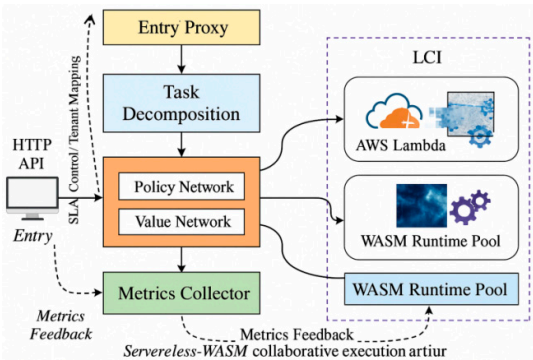 Entry Proxy
LCI
Task
Decomposition
AWS Lambda
HTTP
API
SLA, Control/Tenant Mapping
Policy Network
Value Network
Entry
WASM Runtime Pool
Metrics Collector
WASM Runtime Pool
Metrics
Feedback
Metrics Feedback
Servereless-WASM collaborative execution artiur